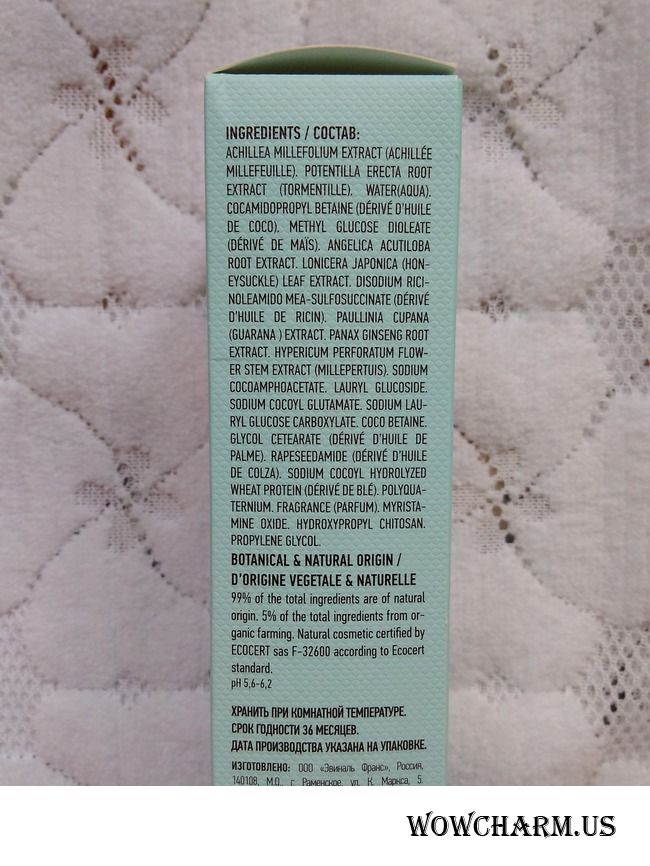 INGREDIENTS / СОСТАВ:
ACHILLEA MILLEFOLIUM EXTRACT (ACHILLÉE
MILLEFEUILLE). POTENTILLA ERECTA ROOT
EXTRACT (TORMENTILLE). WATER(AQUA).
COCAMIDOPROPYL BETAINE (DÉRIVÉ D'HUILE
DE COCO). METHYL GLUCOSE DIOLEATE
(DÉRIVÉ DE MAÏS). ANGELICA ACUTILOBA
ROOT EXTRACT. LONICERA JAPONICA (HON-
EYSUCKLE) LEAF EXTRACT. DISODIUM RICI-
NOLEAMIDO MEA-SULFOSUCCINATE (DÉRIVÉ
D'HUILE DE RICIN). PAULLINIA CUPANA
(GUARANA ) EXTRACT. PANAX GINSENG ROOT
EXTRACT. HYPERICUM PERFORATUM FLOW-
ER STEM EXTRACT (MILLEPERTUIS). SODIUM
COCOAMPHOACETATE. LAURYL GLUCOSIDE.
SODIUM COCOYL GLUTAMATE. SODIUM LAU-
RYL GLUCOSE CARBOXYLATE. COCO BETAINE.
GLYCOL CETEARATE (DÉRIVÉ D'HUILE DE
PALME). RAPESEEDAMIDE (DÉRIVÉ D'HUILE
DE COLZA). SODIUM COCOYL HYDROLYZED
WHEAT PROTEIN (DÉRIVÉ DE BLÉ). POLYQUA-
TERNIUM. FRAGRANCE (PARFUM). MYRISTA-
MINE OXIDE. HYDROXYPROPYL CHITOSAN.
PROPYLENE GLYCOL.
BOTANICAL & NATURAL ORIGIN /
D'ORIGINE VEGETALE & NATURELLE
99% of the total ingredients are of natural
origin. 5% of the total ingredients from or-
ganic farming. Natural cosmetic certified by
ECOCERT sas F-32600 according to Ecocert
standard.
pH 5,6-6,2
ХРАНИТЬ ПРИ КОМНАТНОЙ ТЕМПЕРАТУРЕ.
СРОК ГОДНОСТИ 36 МЕСЯЦЕВ.
ДАТА ПРОИЗВОДСТВА УКАЗАНА НА УПАКОВКЕ.
ИЗГОТОВЛЕНО: ООО «Эвиналь Франс», Россия,
140108, М.О., г. Раменское, ул. К. Маркса, 5.
WOWCHARM.US